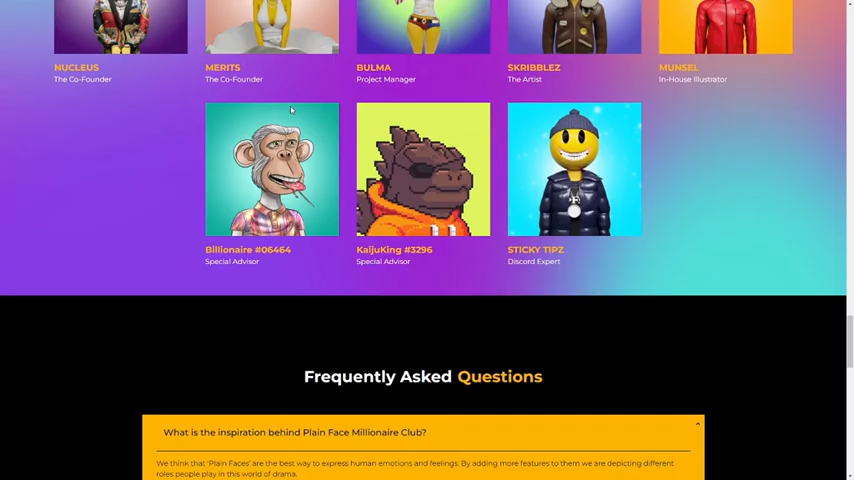 NUCLEUS
The Co-Founder
MERITS
The Co-Founder
BULMA
Project Manager
SKRIBBLEZ
The Artist
MUNSEL
In-House Illustrator
Billionaire #06464
Special Advisor
KaijuKing #3296
Special Advisor
STICKY TIPZ
Discord Expert
Frequently Asked Questions
What is the inspiration behind Plain Face Millionaire Club?
We think that 'Plain Faces' are the best way to express human emotions and feelings. By adding more features to them we are depicting different
roles people play in this world of drama.